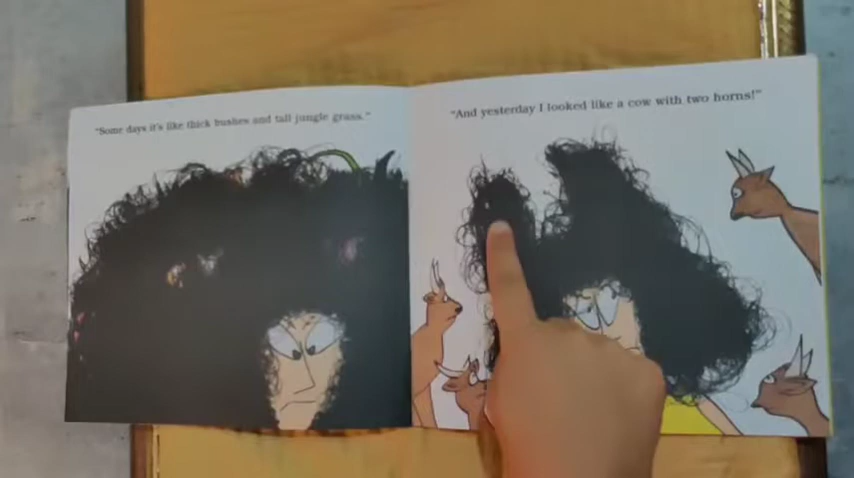 "Some days it's like thick bushes and tall jungle grass."
"And yesterday I looked like a cow with two horns!"